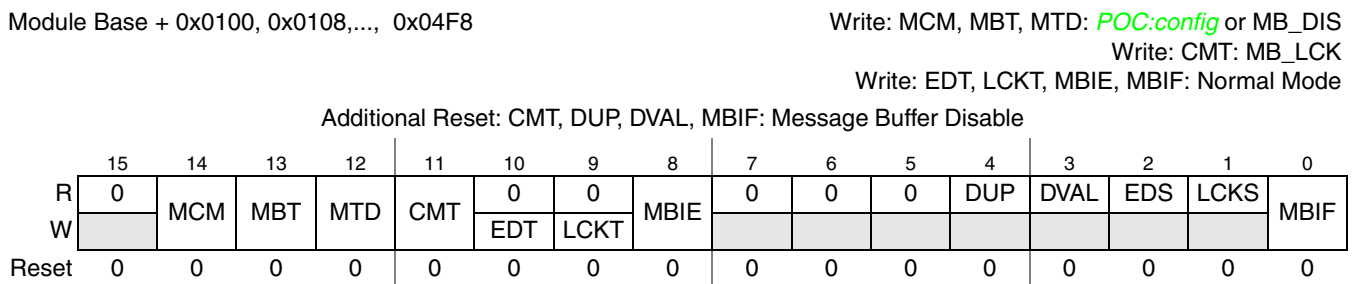 Module Base + 0x0100, 0x0108,..., 0x04F8 Write: MCM, MBT, MTD: POC:config or MB_DIS
Write: CMT: MB_LCK
Write: EDT, LCKT, MBIE, MBIF: Normal Mode
Additional Reset: CMT, DUP, DVAL, MBIF: Message Buffer Disable
15 14 13 12 11 10 9 8 7 6 5 4 3 2 1 0
R 0 MCM MBT MTD CMT 0 0 MBIE 0 0 0 DUP DVAL EDS LCKS MBIF
W EDT LCKT
Reset 0 0 0 0 0 0 0 0 0 0 0 0 0 0 0 0